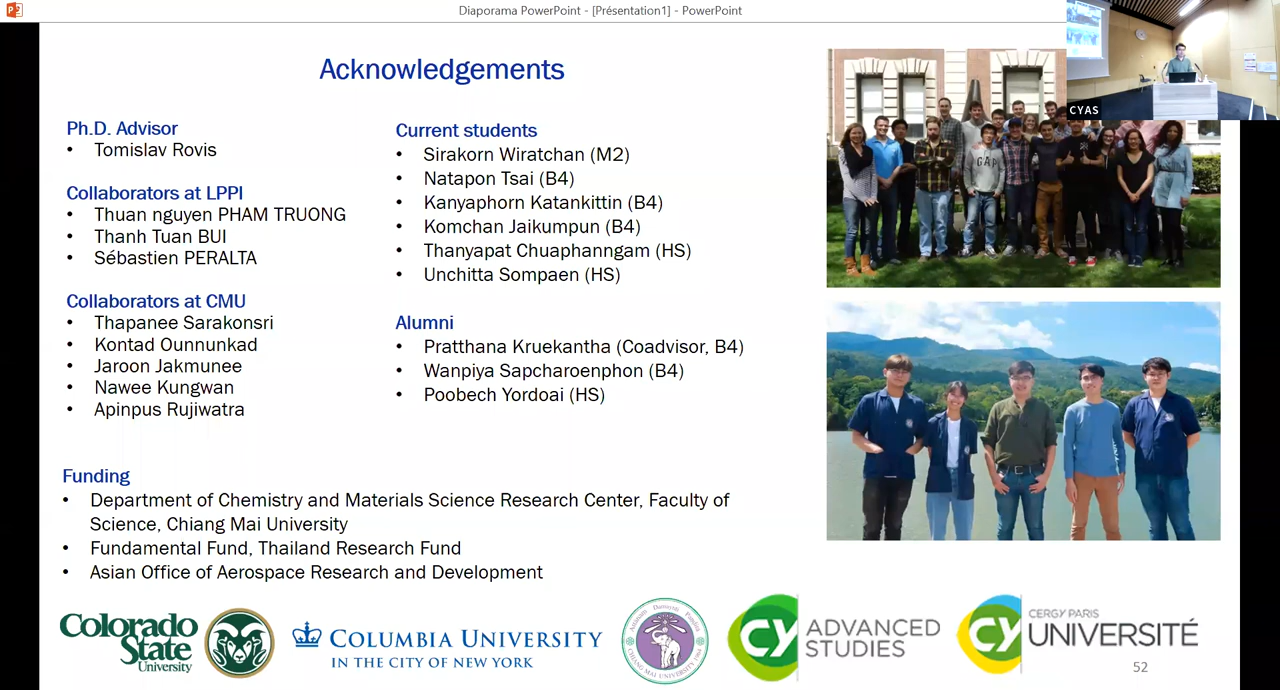 Diaporama PowerPoint - [Présentation1] - PowerPoint
CYAS
Acknowledgements
Ph.D. Advisor
• Tomislav Rovis
Collaborators at LPPI
• Thuan nguyen PHAM TRUONG
• Thanh Tuan BUI
• Sébastien PERALTA
Collaborators at CMU
• Thapanee Sarakonsri
• Kontad Ounnunkad
• Jaroon Jakmunee
• Nawee Kungwan
• Apinpus Rujiwatra
Current students
• Sirakorn Wiratchan (M2)
• Natapon Tsai (B4)
• Kanyaphorn Katankittin (B4)
• Komchan Jaikumpun (B4)
• Thanyapat Chuaphanngam (HS)
• Unchitta Sompaen (HS)
Alumni
• Pratthana Kruekantha (Coadvisor, B4)
• Wanpiya Sapcharoenphon (B4)
• Poobech Yordoai (HS)
GAP
Funding
• Department of Chemistry and Materials Science Research Center, Faculty of
Science, Chiang Mai University
• Fundamental Fund, Thailand Research Fund
• Asian Office of Aerospace Research and Development
Colorado
State
University
COLUMBIA UNIVERSITY
IN THE CITY OF NEW YORK
CHIANG MAI UNIVERSITY 1964
CY
ADVANCED
STUDIES
CY
CERGY PARIS
UNIVERSITÉ
52